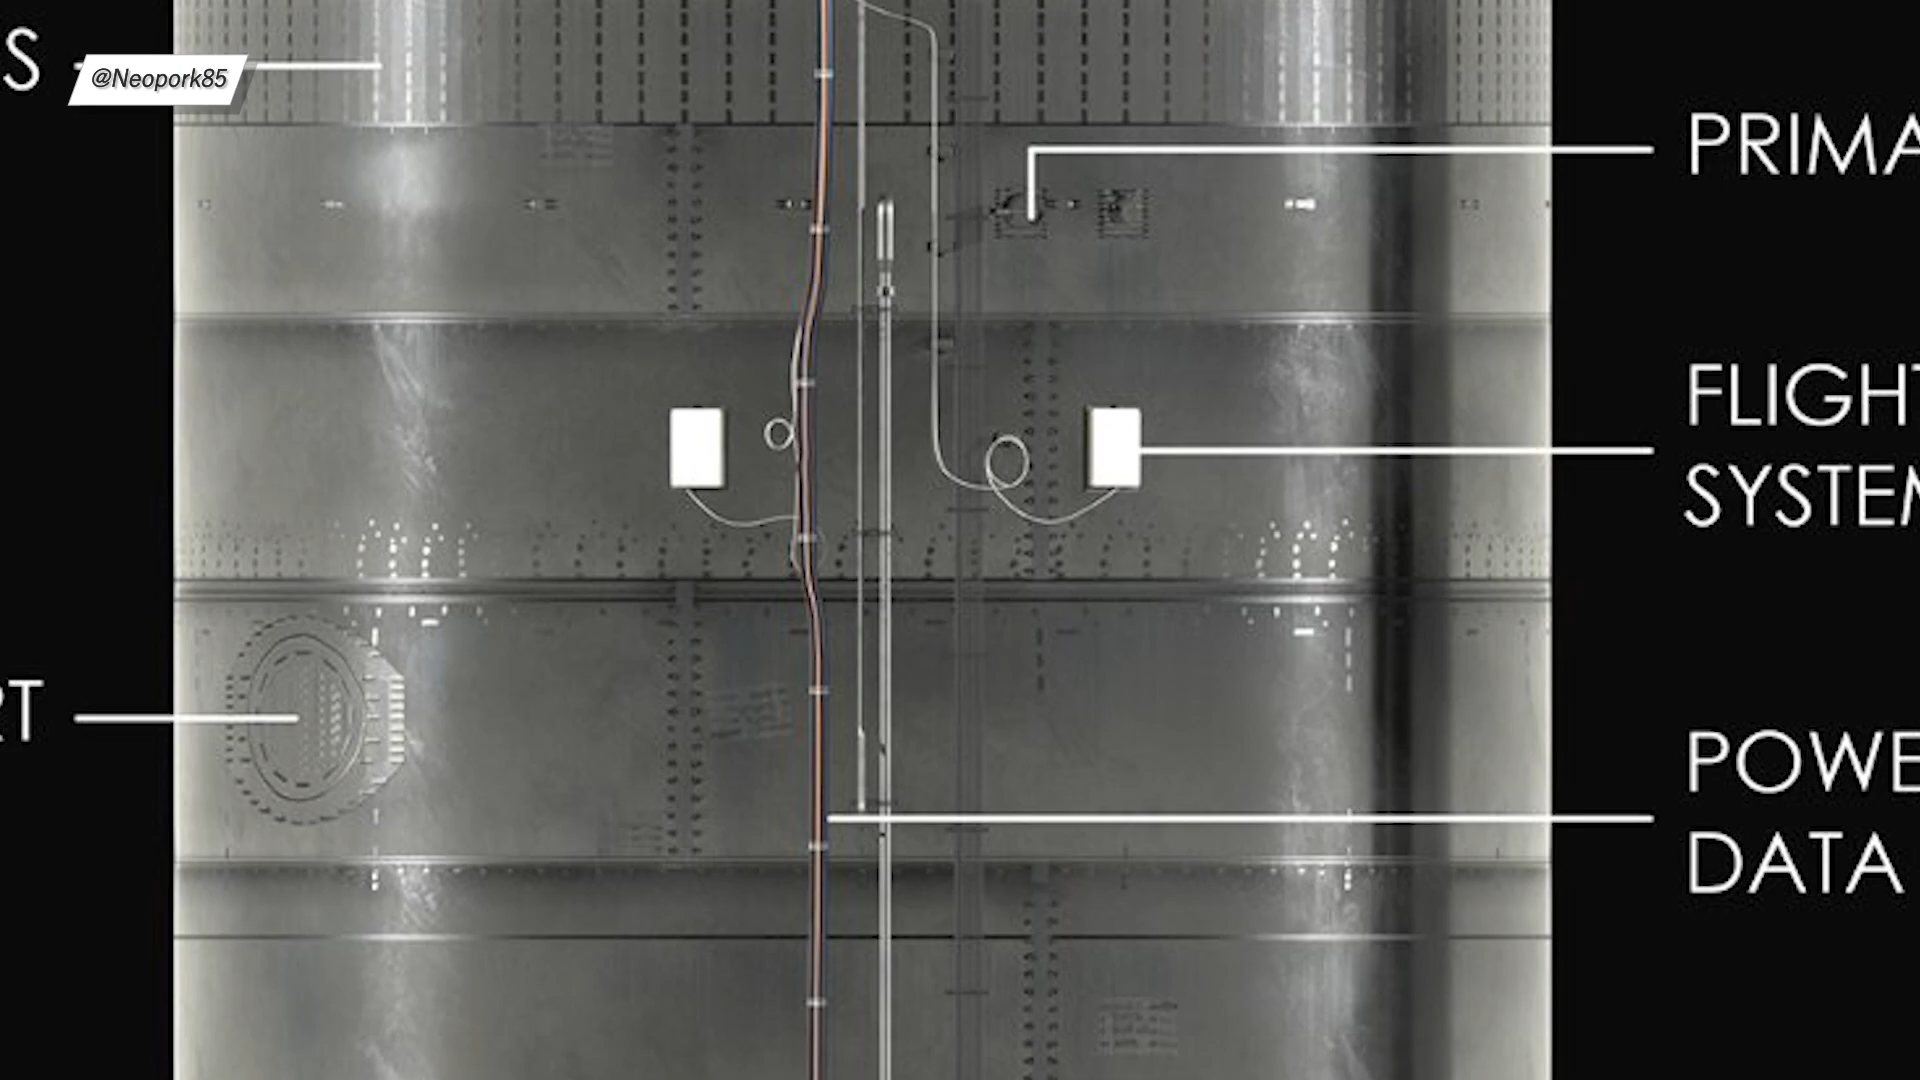 S
@Neopork85
PRIMA
FLIGHT
SYSTEM
RT
POWE
DATA